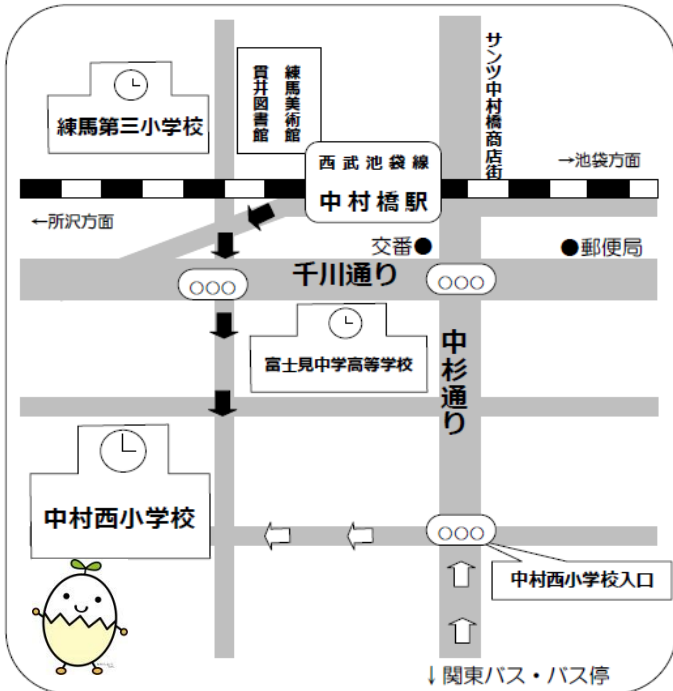 練馬第三小学校
練馬美術館
貫井図書館
サンツ中村橋商店街
西武池袋線
中村橋駅
→池袋方面
←所沢方面
交番●
●郵便局
千川通り
○○○
○○○
富士見中学高等学校
中杉通り
中村西小学校
○○○
中村西小学校入口
↓関東バス・バス停